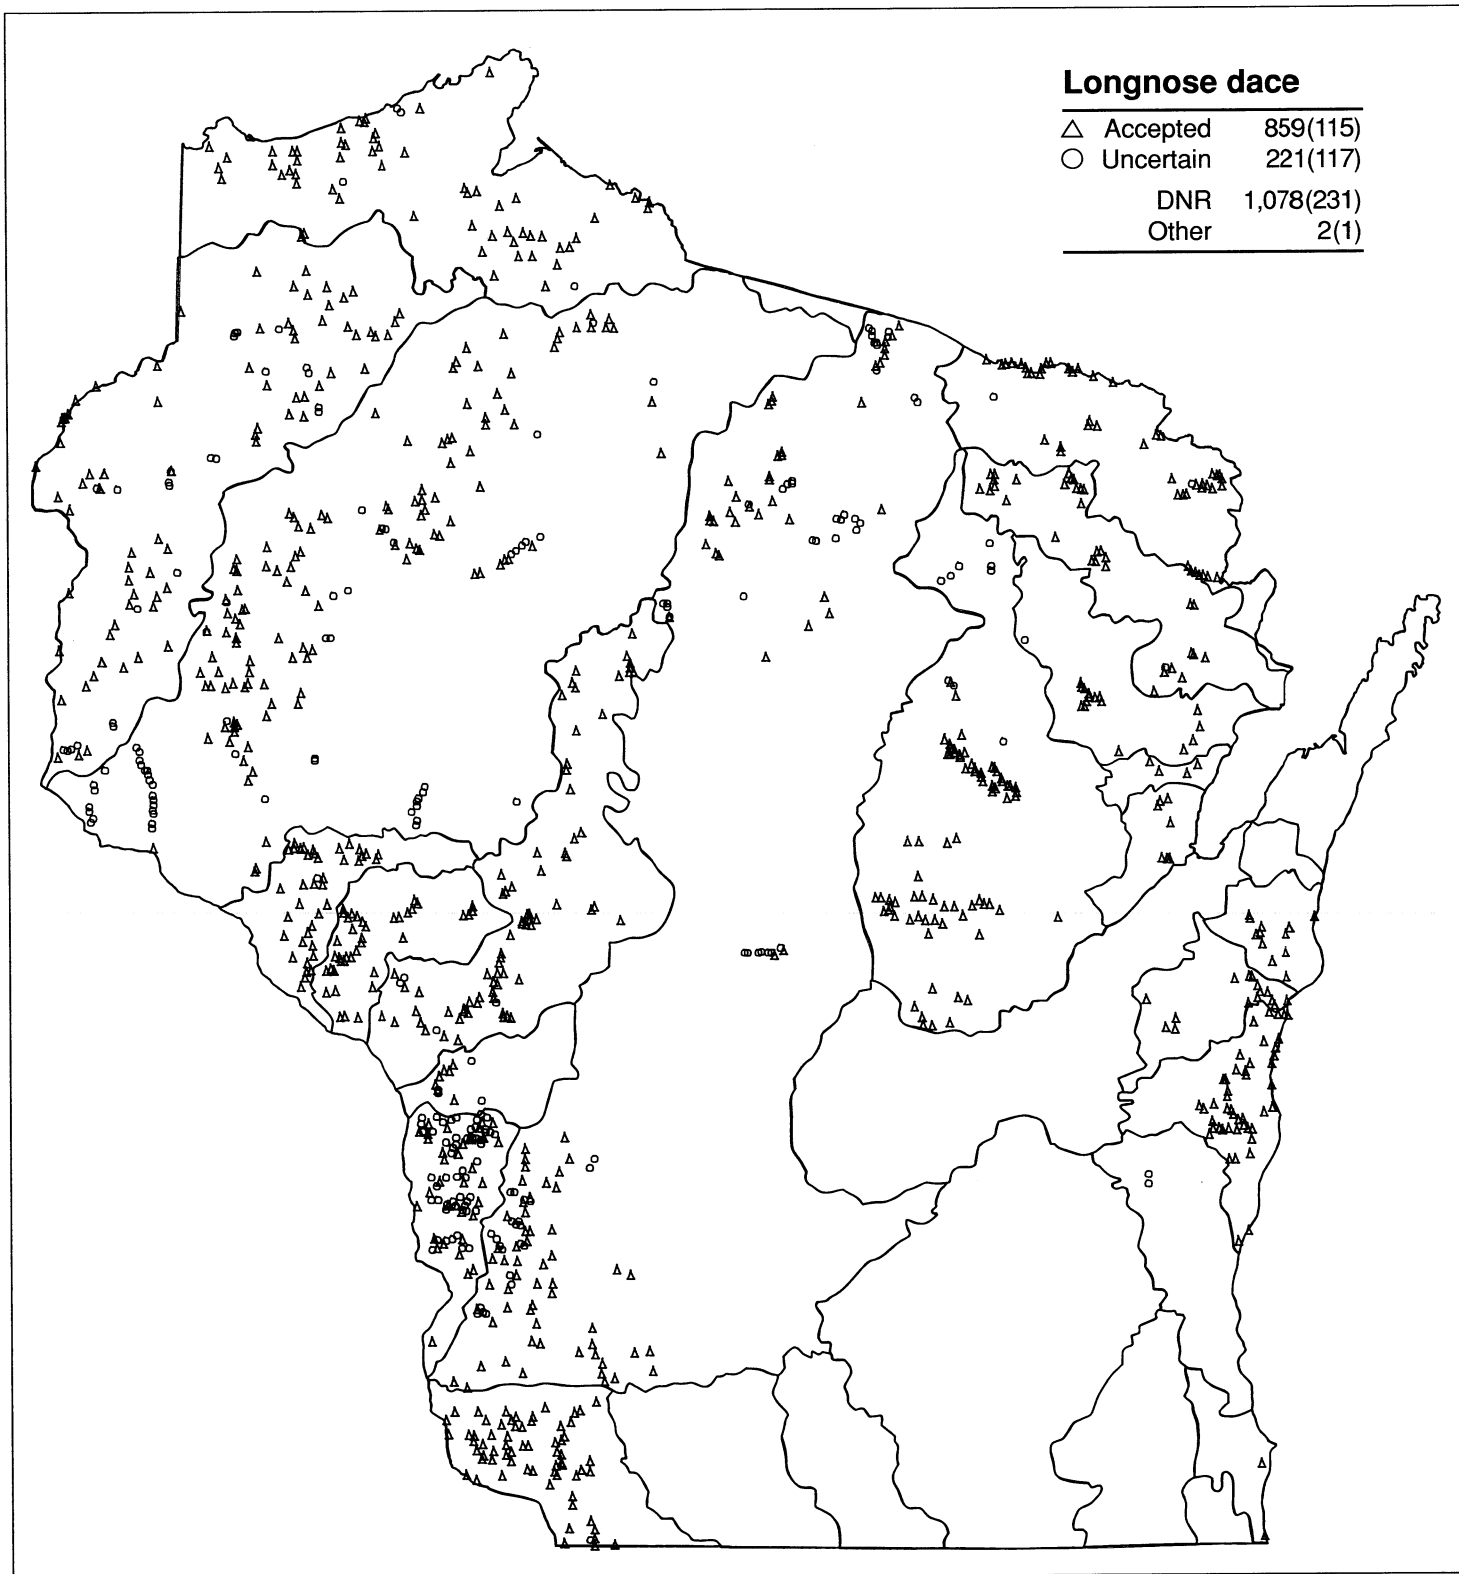 Longnose dace
△ Accepted 859(115)
○ Uncertain 221(117)
DNR 1,078(231)
Other 2(1)